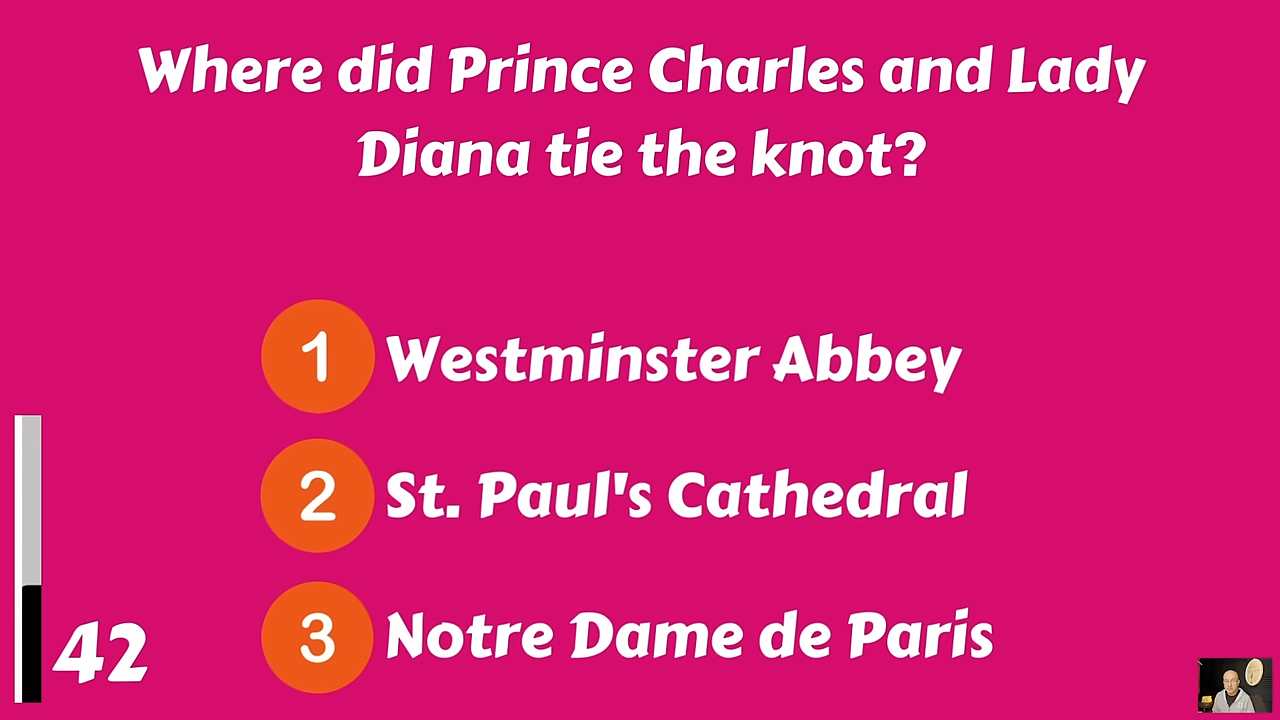 Where did Prince Charles and Lady
Diana tie the knot?
1 Westminster Abbey
2 St. Paul's Cathedral
3 Notre Dame de Paris
42